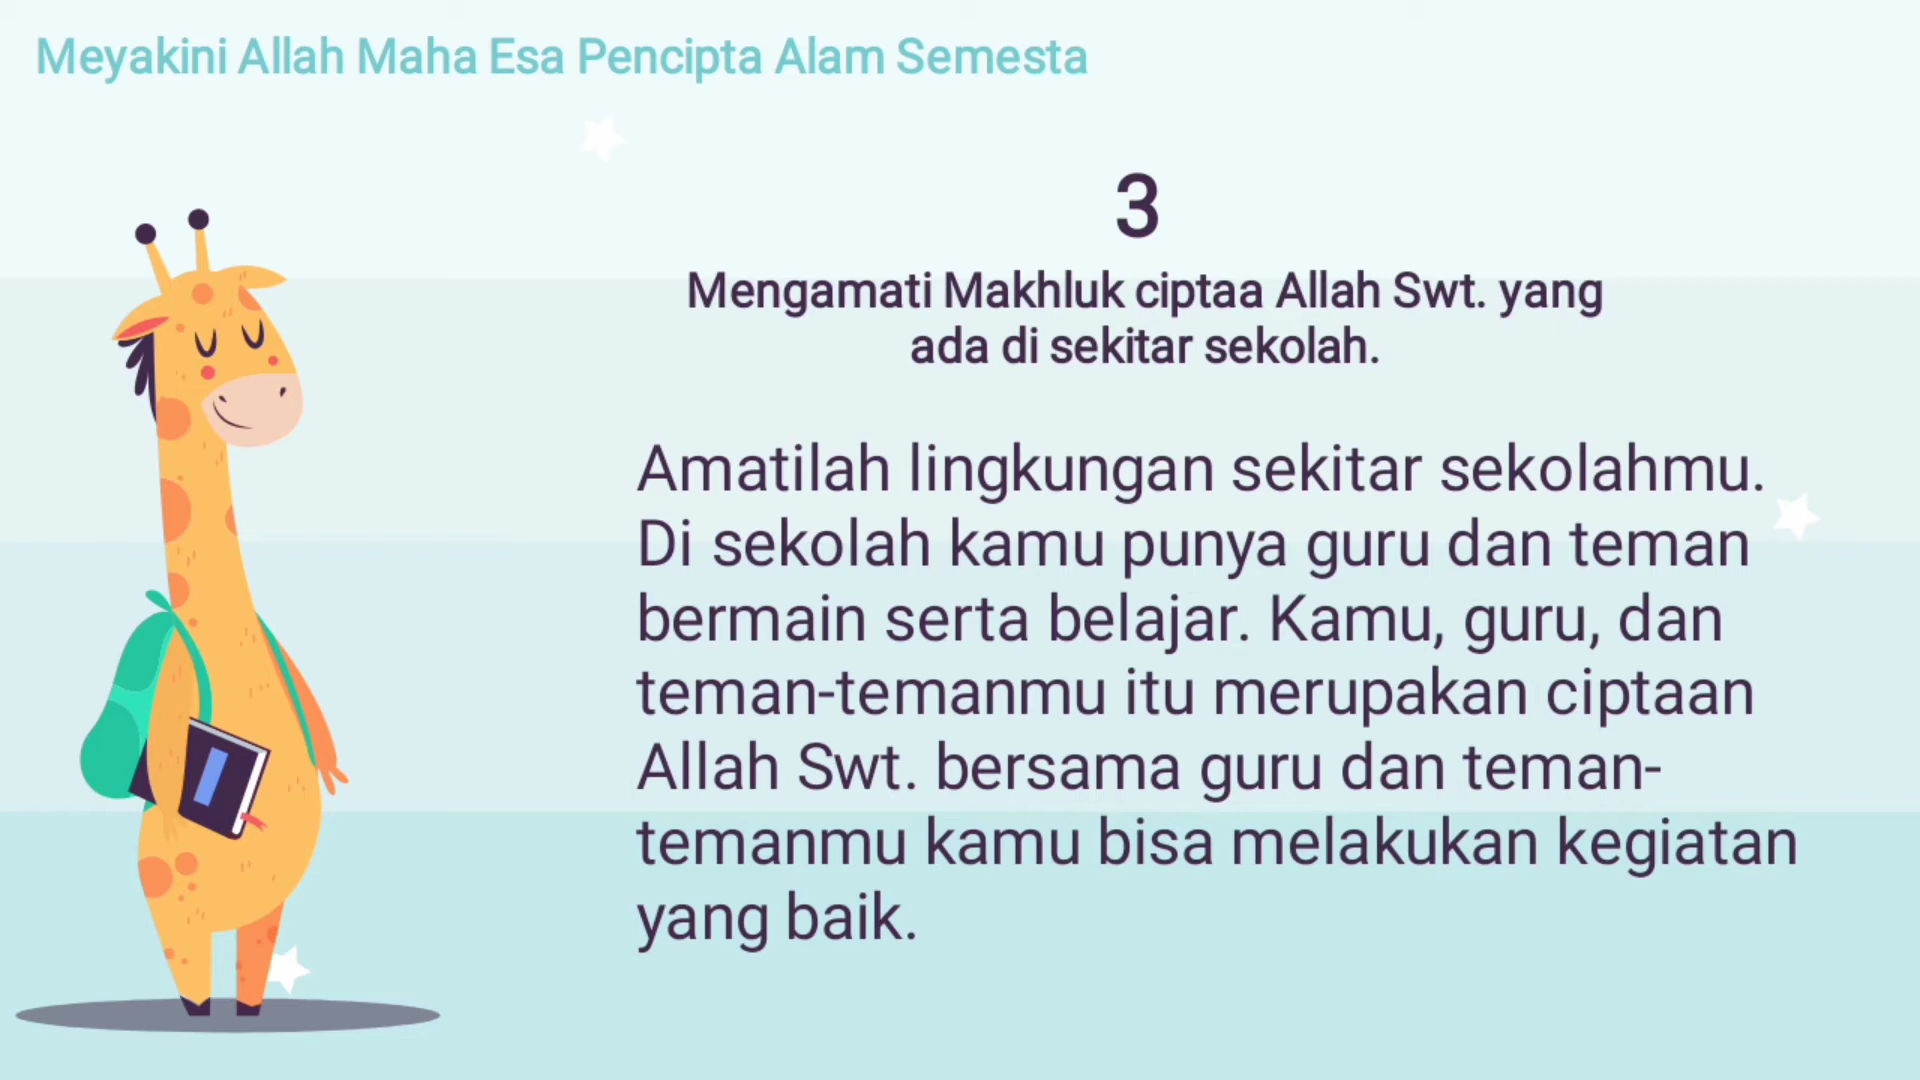 Meyakini Allah Maha Esa Pencipta Alam Semesta
3
Mengamati Makhluk ciptaa Allah Swt. yang
ada di sekitar sekolah.
Amatilah lingkungan sekitar sekolahmu.
Di sekolah kamu punya guru dan teman
bermain serta belajar. Kamu, guru, dan
teman-temanmu itu merupakan ciptaan
Allah Swt. bersama guru dan teman-
temanmu kamu bisa melakukan kegiatan
yang baik.